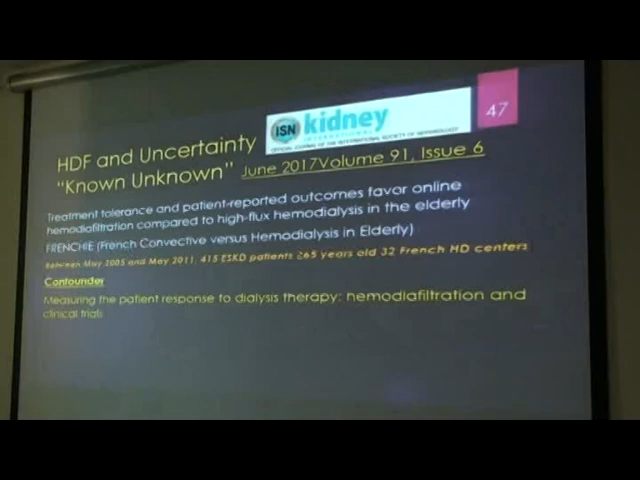 47
ISN kidney
INTERNATIONAL
OFFICIAL JOURNAL OF THE INTERNATIONAL SOCIETY OF NEPHROLOGY
HDF and Uncertainty
"Known Unknown" June 2017Volume 91, Issue 6
Treatment tolerance and patient-reported outcomes favor online
hemodiafiltration compared to high-flux hemodialysis in the elderly
FRENCHIE (French Convective versus Hemodialysis in Elderly)
Between May 2005 and May 2011, 415 ESKD patients ≥65 years old 32 French HD centers
Confounder
Measuring the patient response to dialysis therapy: hemodiafiltration and
clinical trials